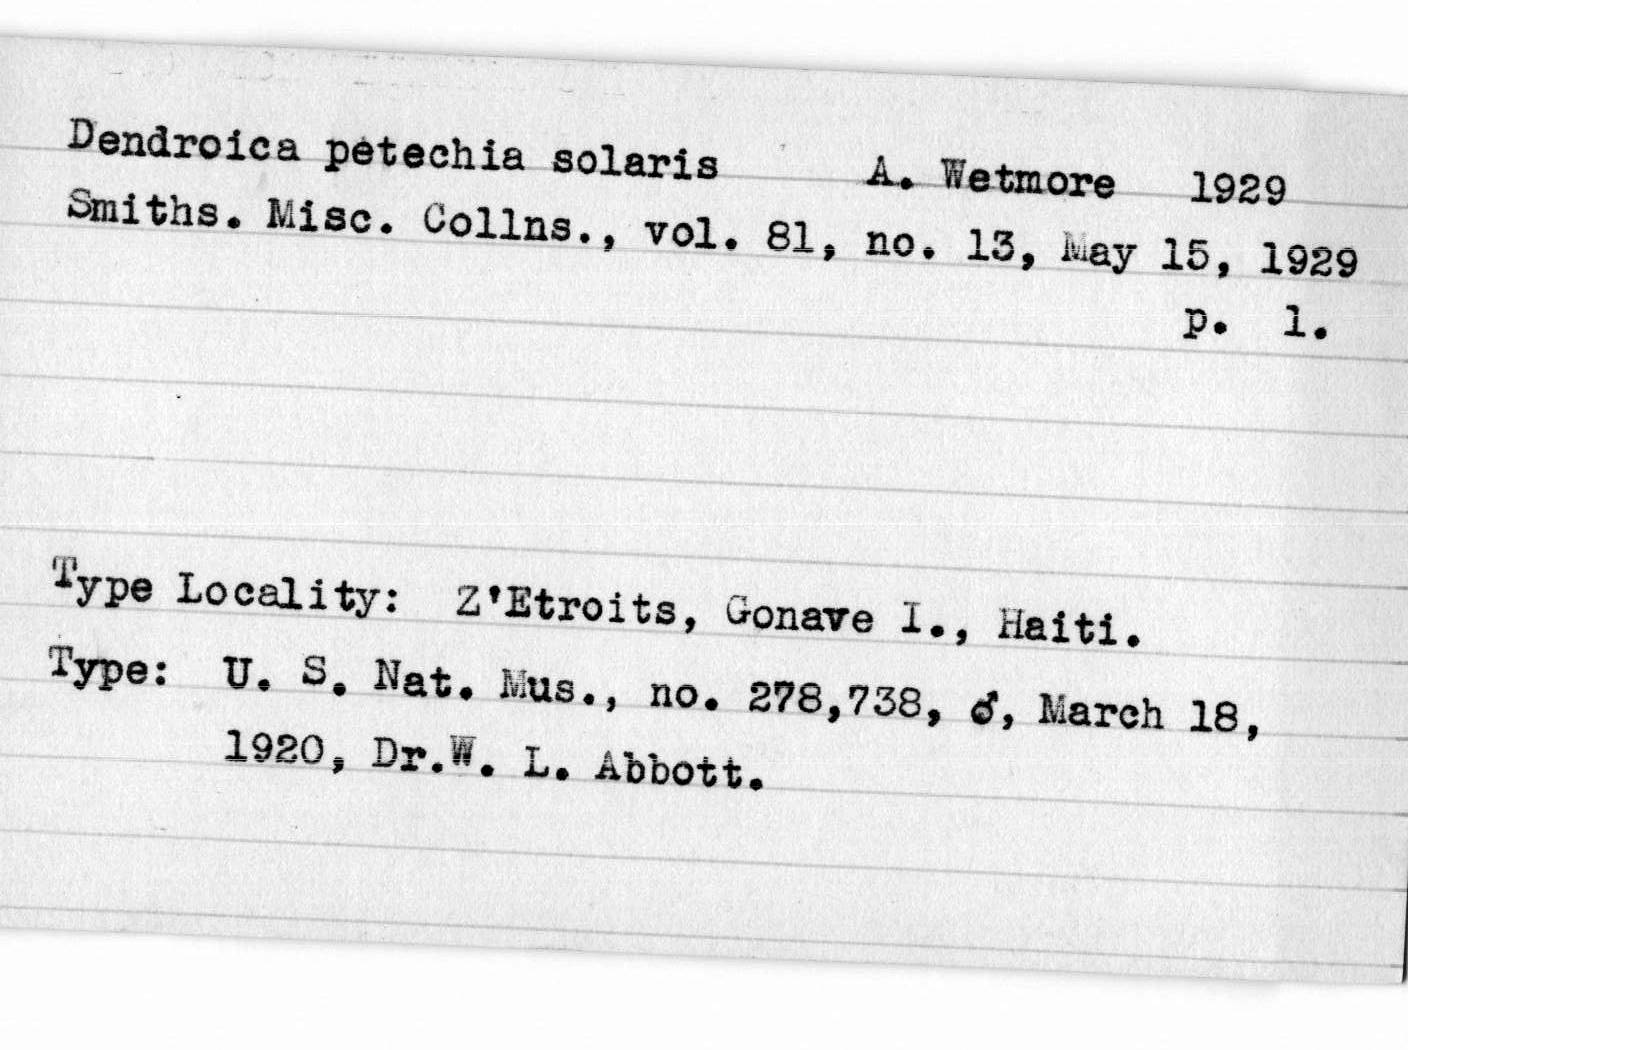 Dendroica petechia solaris A. Wetmore 1929
Smiths. Misc. Collns., vol. 81, no. 13, May 15, 1929
p. 1.
Type Locality: Z'Etroits, Gonave I., Haiti.
Type: U. S. Nat. Mus., no. 278,738, ♂, March 18,
1920, Dr.W. L. Abbott.